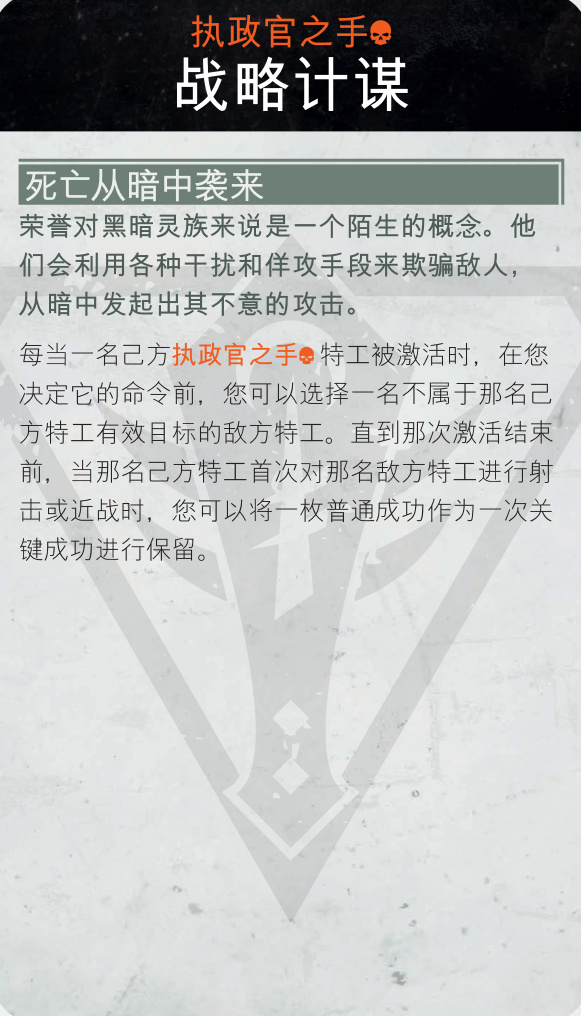 执政官之手
战略计谋
死亡从暗中袭来
荣誉对黑暗灵族来说是一个陌生的概念。他
们会利用各种干扰和佯攻手段来欺骗敌人，
从暗中发起出其不意的攻击。
每当一名己方执政官之手特工被激活时，在您
决定它的命令前，您可以选择一名不属于那名己
方特工有效目标的敌方特工。直到那次激活结束
前，当那名己方特工首次对那名敌方特工进行射
击或近战时，您可以将一枚普通成功作为一次关
键成功进行保留。